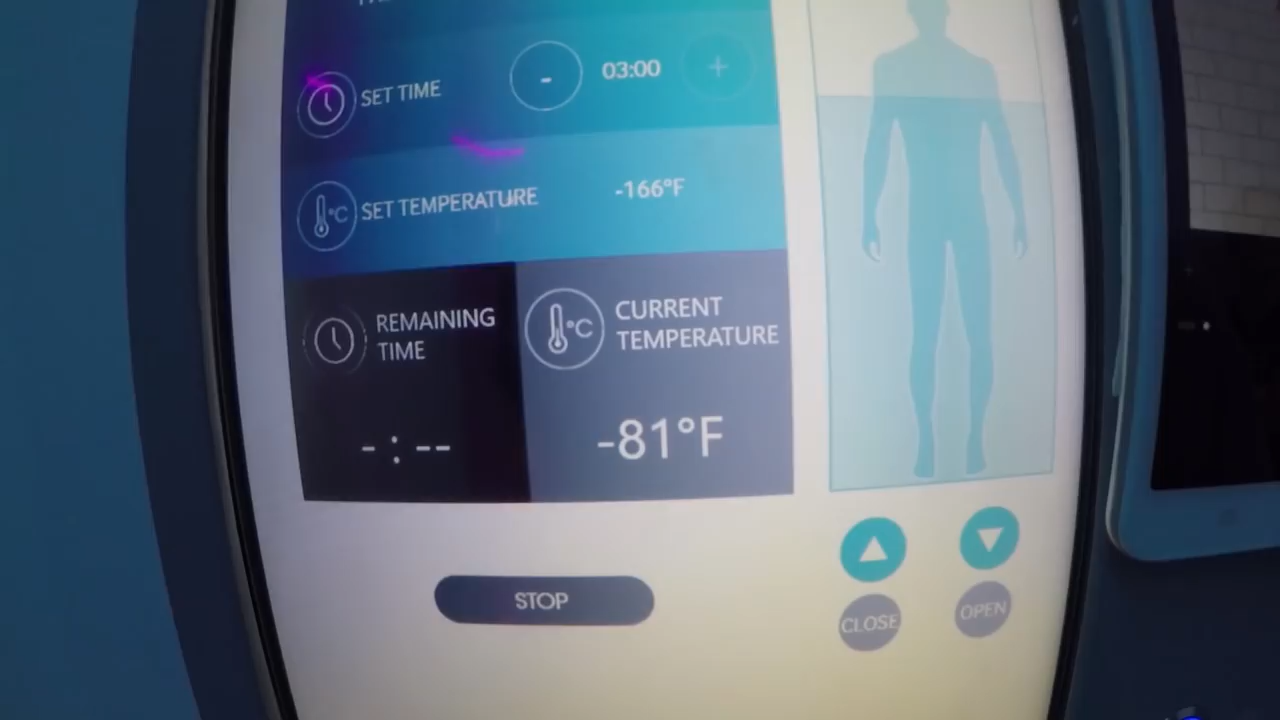 SET TIME
-
03:00
+
°C
SET TEMPERATURE
-166°F
REMAINING
TIME
- : --
°C
CURRENT
TEMPERATURE
-81°F
STOP
CLOSE
OPEN